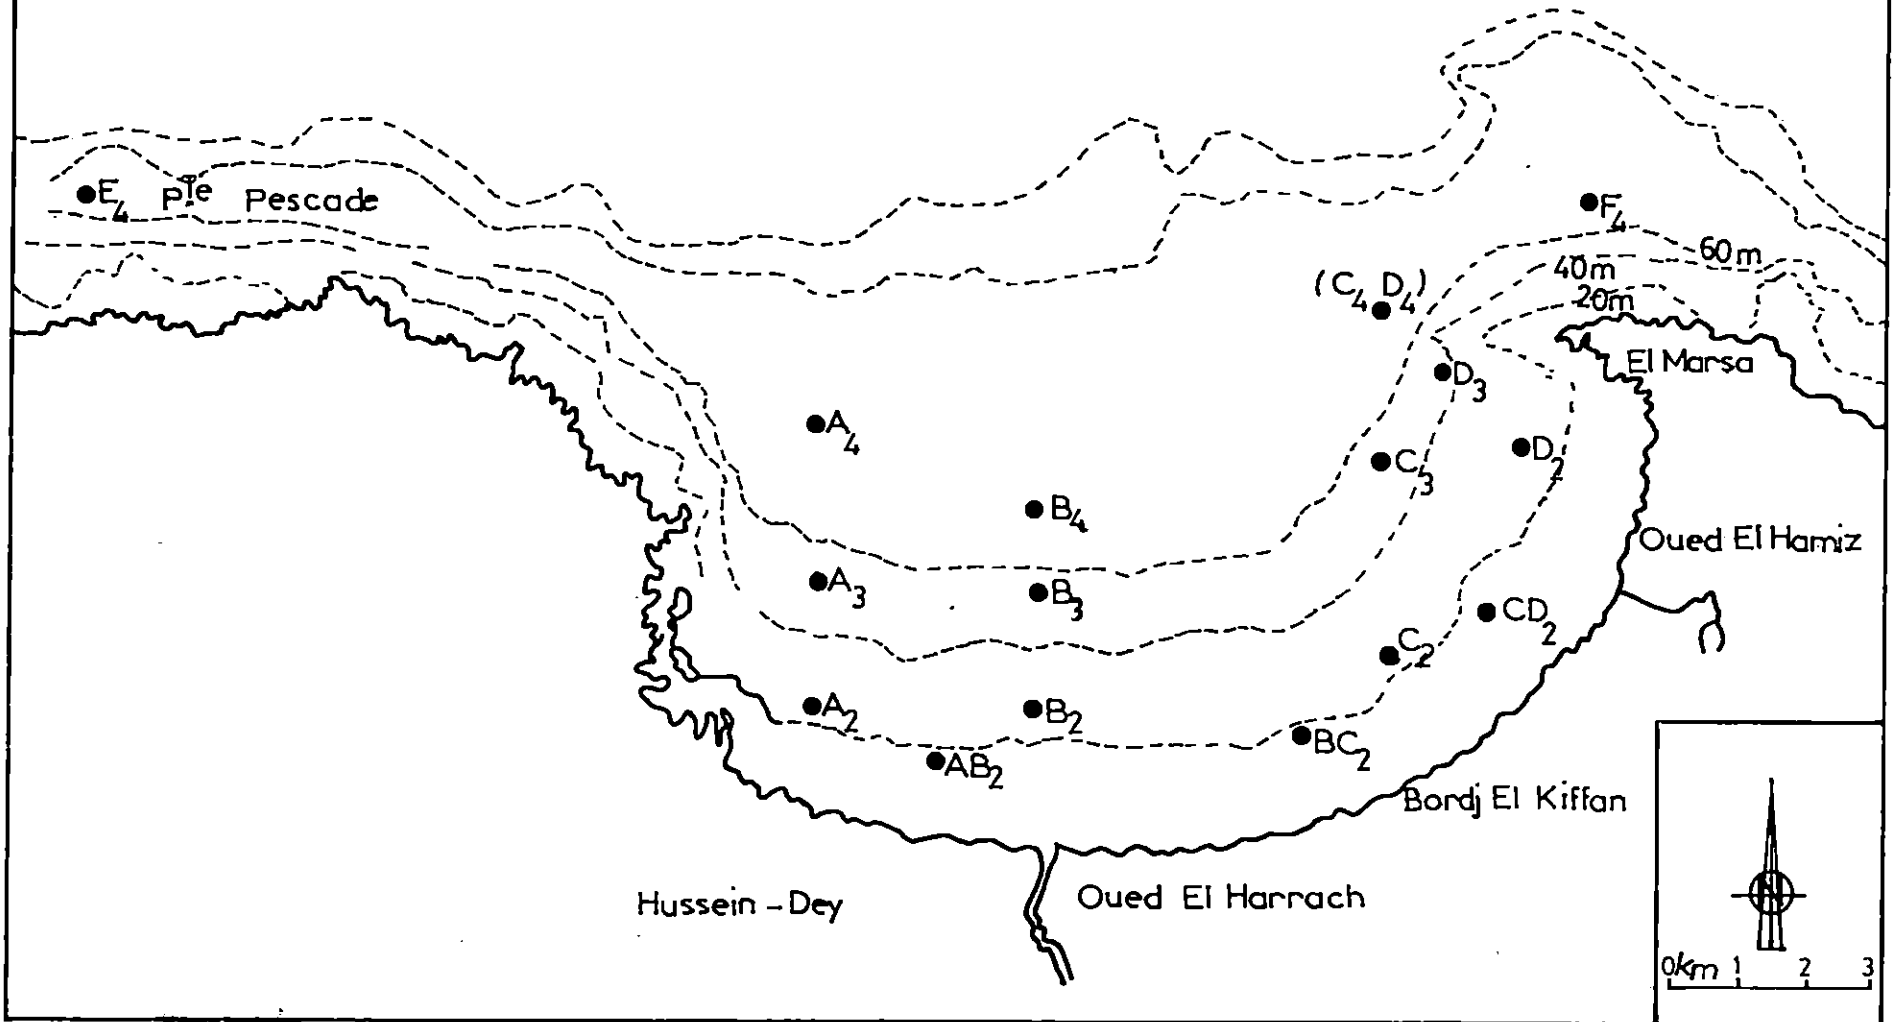 E4 Pte Pescade
F4
60 m
40m
(C4 D4)
20m
El Marsa
D3
A4
D2
C3
B4
Oued El Hamiz
A3
B3
CD2
C2
A2
B2
BC2
AB2
Bordj El Kiffan
Hussein-Dey
Oued El Harrach
N
0km 1 2 3